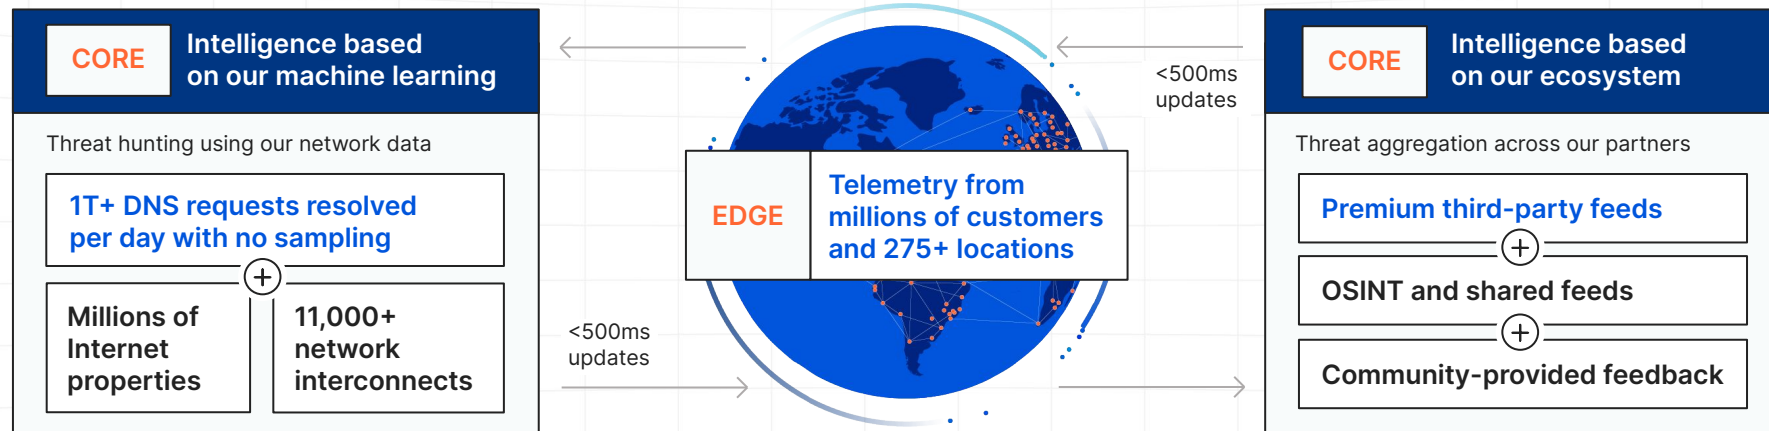 CORE
Intelligence based
on our machine learning
Threat hunting using our network data
1T+ DNS requests resolved
per day with no sampling
+
Millions of
Internet
properties
11,000+
network
interconnects
<500ms
updates
EDGE
Telemetry from
millions of customers
and 275+ locations
<500ms
updates
CORE
Intelligence based
on our ecosystem
Threat aggregation across our partners
Premium third-party feeds
+
OSINT and shared feeds
+
Community-provided feedback